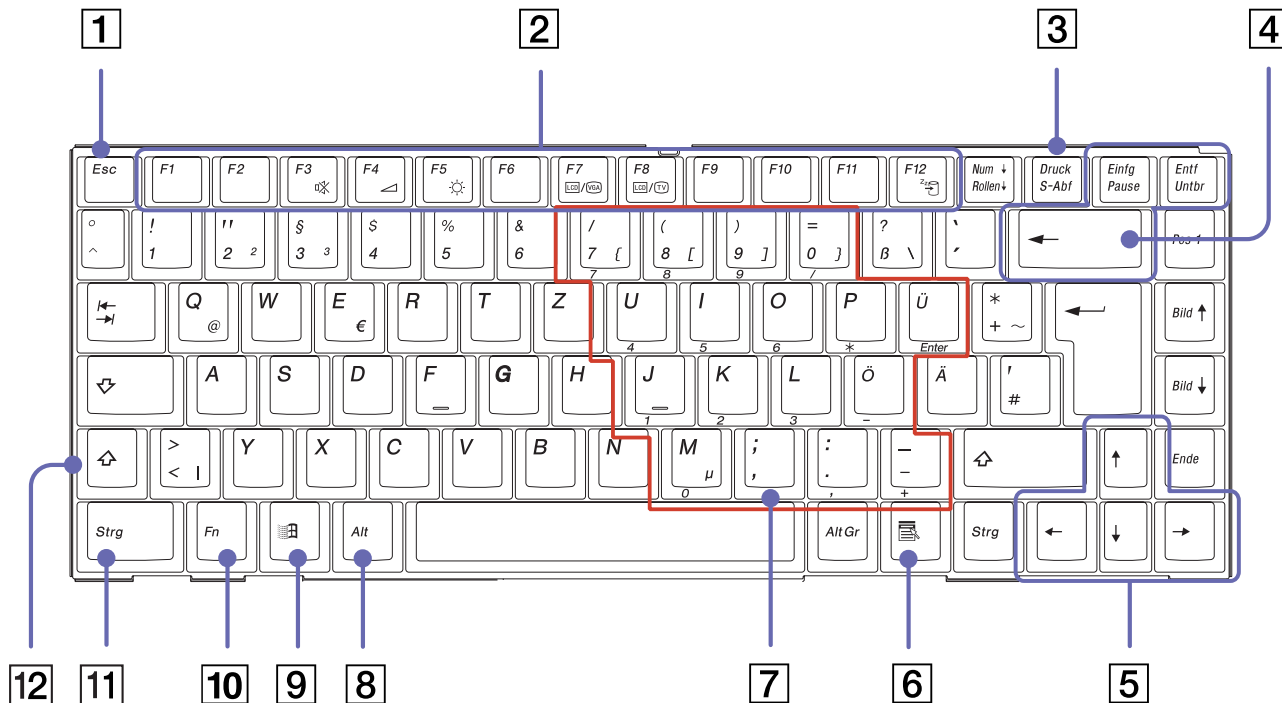 1 2 3 4
Esc F1 F2 F3 F4 F5 F6 F7 F8 F9 F10 F11 F12 Num ↓ Druck Einfg Entf
LCD / VGA LCD / TV Zzz Rollen ↓ S-Abf Pause Untbr
° ! " § $ % & / ( ) = ? ` ← Pos 1
^ 1 2 ² 3 ³ 4 5 6 7 { 8 [ 9 ] 0 } ß \ ´
7 8 9 /
Q W E R T Z U I O P Ü * Bild ↑
@ € + ~
4 5 6 * Enter
A S D F G H J K L Ö Ä ' Bild ↓
#
1 2 3 -
> Y X C V B N M ; : — ↑ Ende
< | µ , . -
0 , +
Strg Fn Alt Alt Gr Strg ← ↓ →
12 11 10 9 8 7 6 5